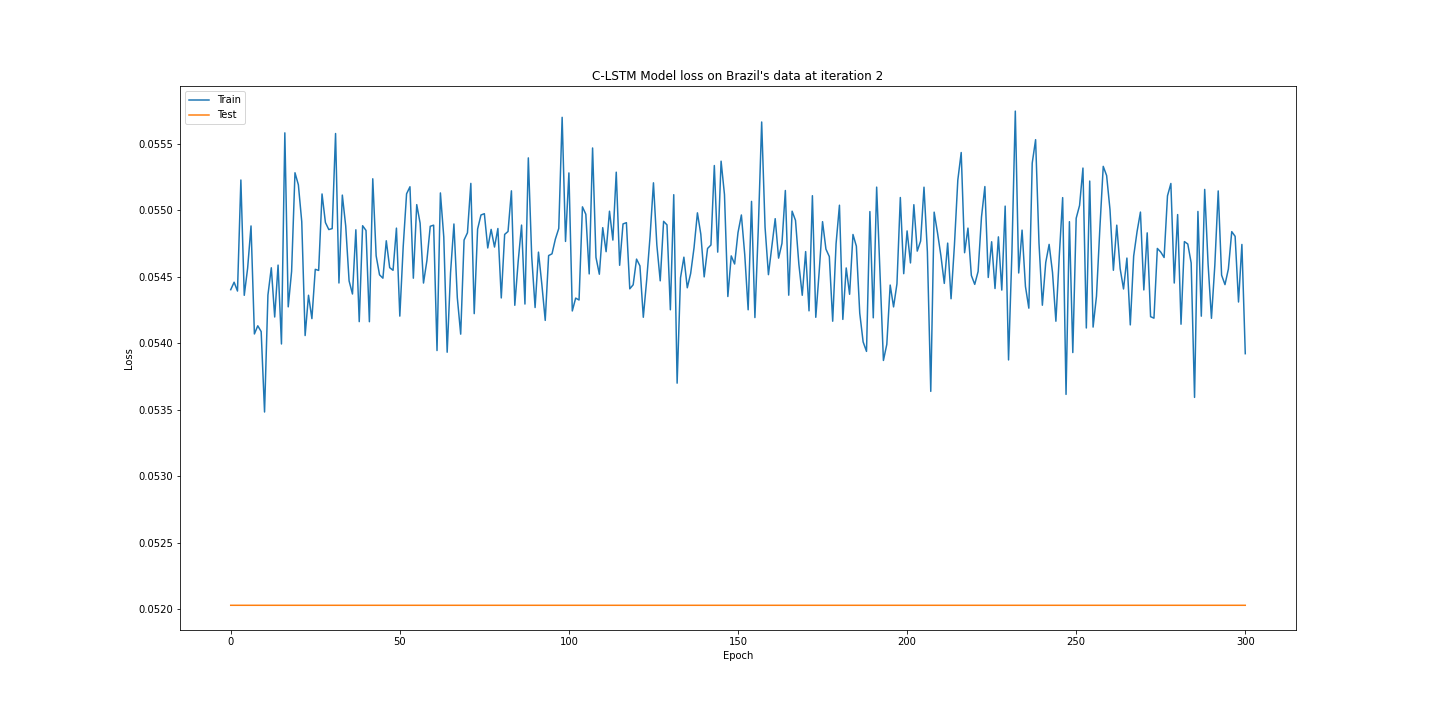 C-LSTM Model loss on Brazil's data at iteration 2
Train
Test
0.0555
0.0550
0.0545
0.0540
0.0535
0.0530
0.0525
0.0520
Loss
0 50 100 150 200 250 300
Epoch